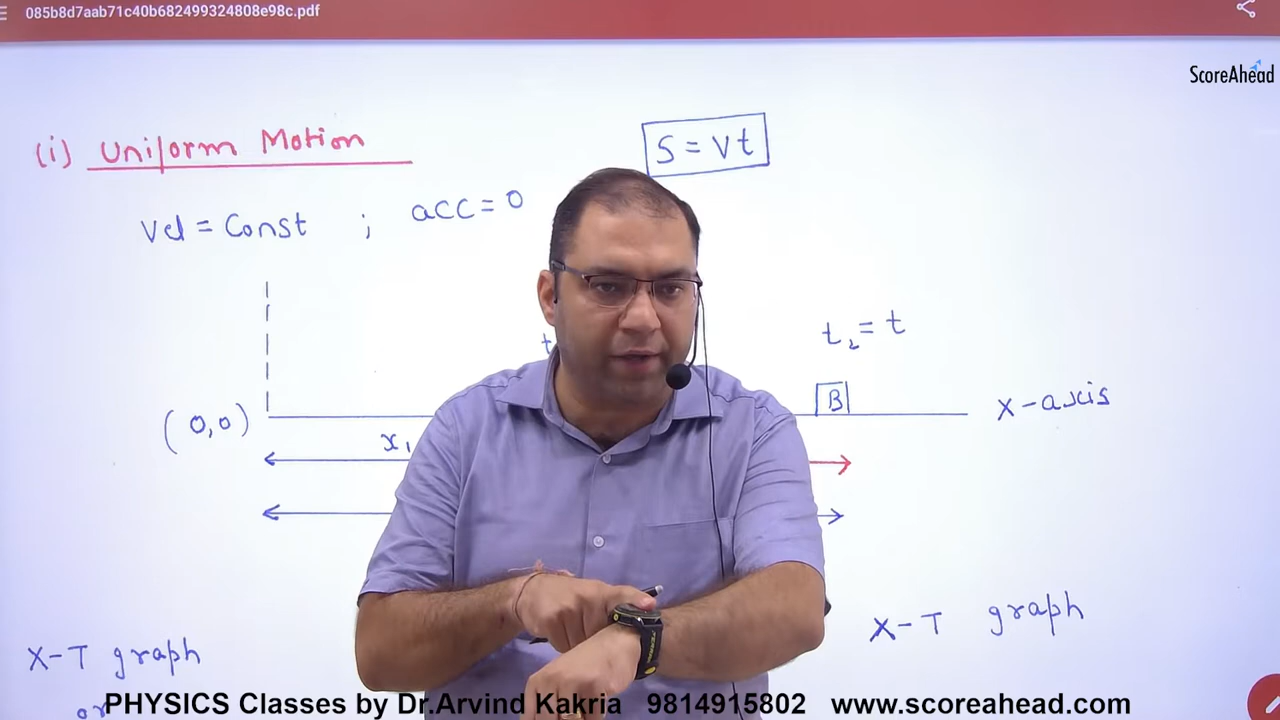 085b8d7aab71c40b682499324808e98c.pdf
ScoreAhead
(i) Uniform Motion
S = Vt
Vel = Const ; acc = 0
t
t₂ = t
B
(0,0)
X-axis
x₁
X-T graph
X-T graph
or
PHYSICS Classes by Dr.Arvind Kakria 9814915802 www.scoreahead.com